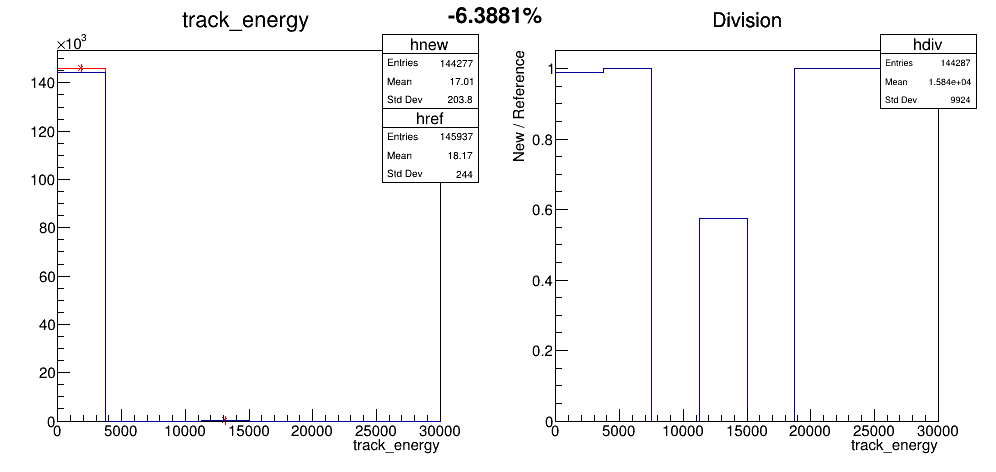 track_energy
-6.3881%
Division
×10³
hnew
Entries 144277
Mean 17.01
Std Dev 203.8
href
Entries 145937
Mean 18.17
Std Dev 244
140
120
100
80
60
40
20
0
0 5000 10000 15000 20000 25000 30000
track_energy
hdiv
Entries 144287
Mean 1.584e+04
Std Dev 9924
New / Reference
1
0.8
0.6
0.4
0.2
0
0 5000 10000 15000 20000 25000 30000
track_energy